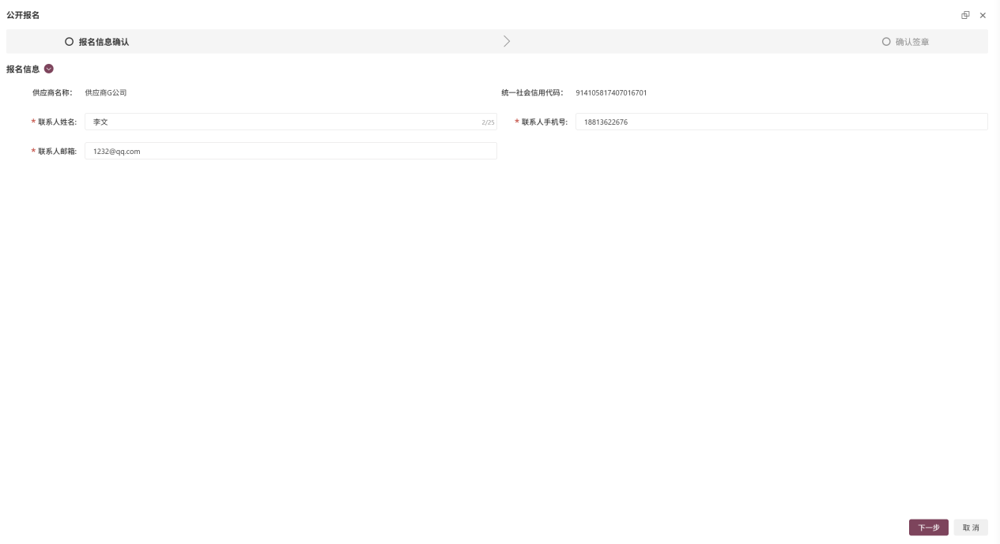 公开报名
报名信息确认
确认签章
报名信息
供应商名称： 供应商G公司
统一社会信用代码： 914105817407016701
* 联系人姓名: 李文 2/25
* 联系人手机号: 18813622676
* 联系人邮箱: 1232@qq.com
下一步 取 消